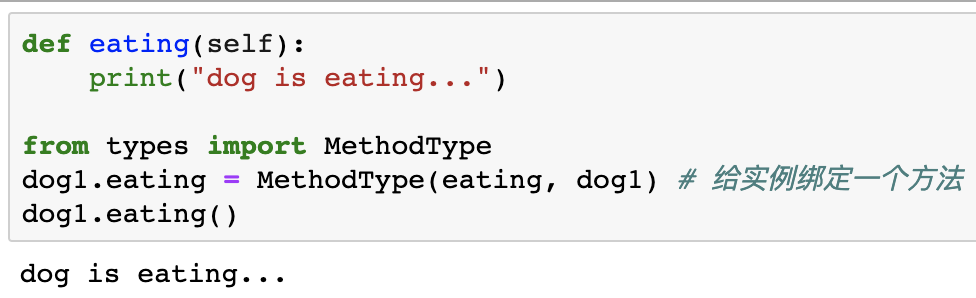 def eating(self):
    print("dog is eating...")
from types import MethodType
dog1.eating = MethodType(eating, dog1) # 给实例绑定一个方法
dog1.eating()
dog is eating...